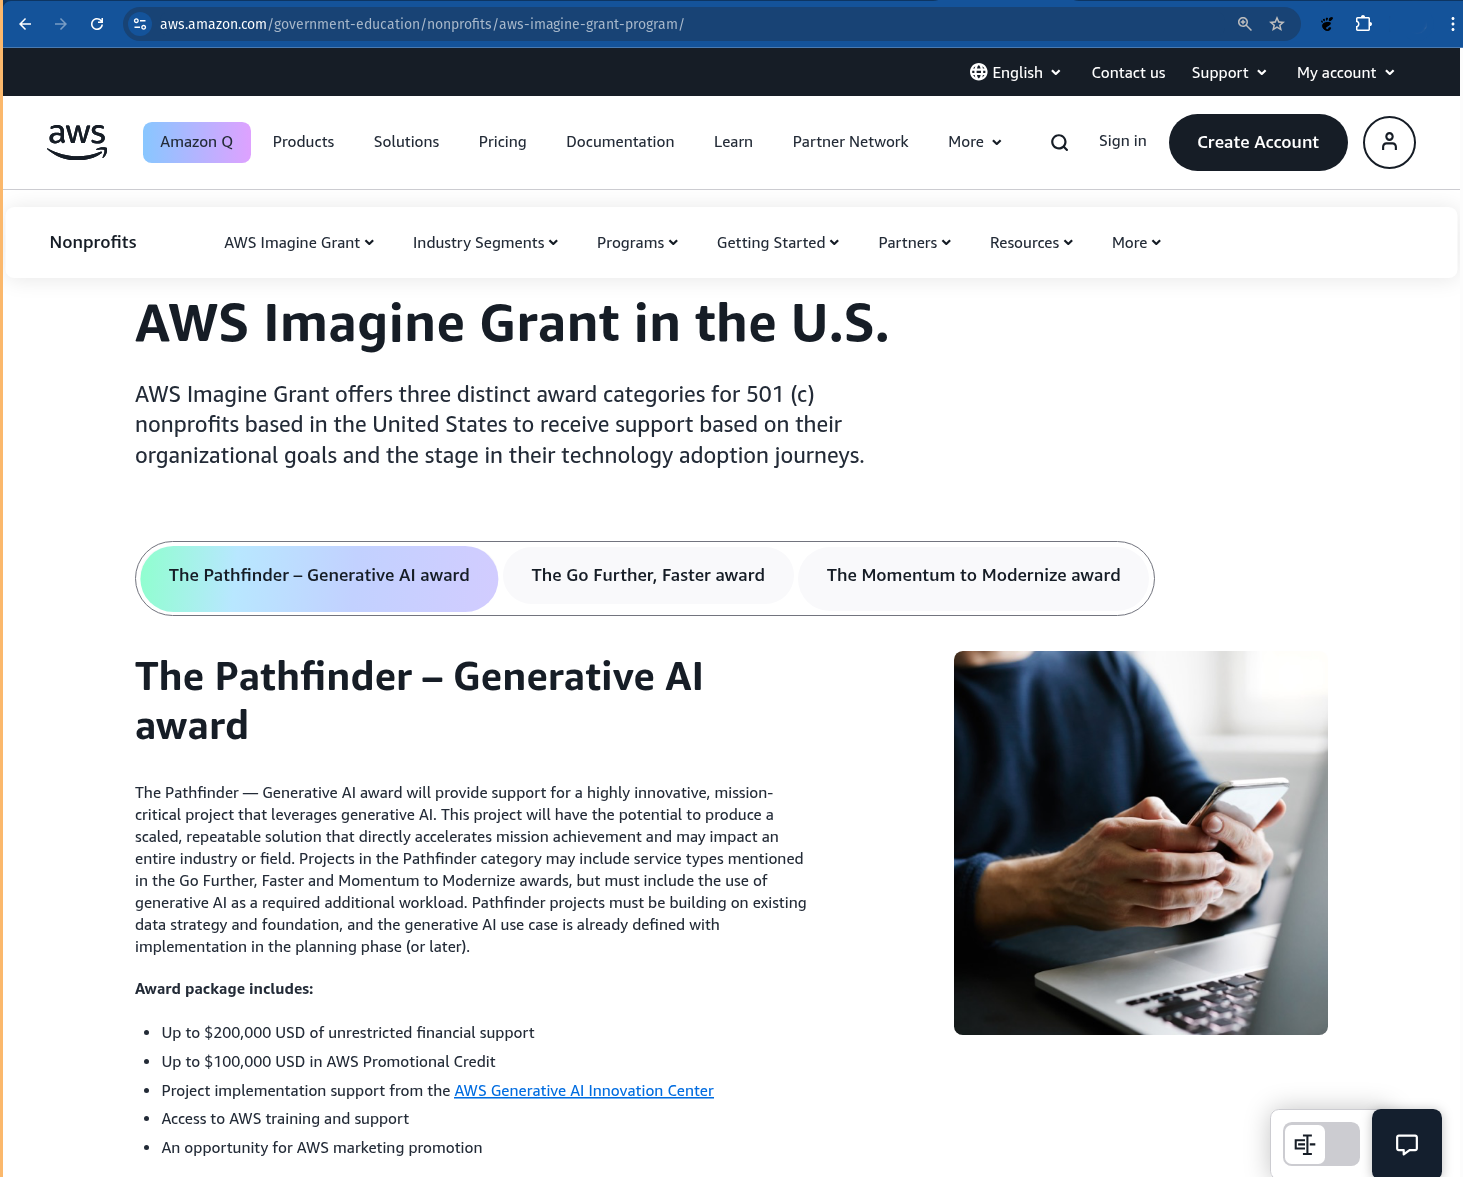 aws.amazon.com/government-education/nonprofits/aws-imagine-grant-program/
English Contact us Support My account
aws Amazon Q Products Solutions Pricing Documentation Learn Partner Network More Sign in Create Account
Nonprofits AWS Imagine Grant Industry Segments Programs Getting Started Partners Resources More
AWS Imagine Grant in the U.S.
AWS Imagine Grant offers three distinct award categories for 501 (c)
nonprofits based in the United States to receive support based on their
organizational goals and the stage in their technology adoption journeys.
The Pathfinder – Generative AI award The Go Further, Faster award The Momentum to Modernize award
The Pathfinder – Generative AI
award
The Pathfinder — Generative AI award will provide support for a highly innovative, mission-
critical project that leverages generative AI. This project will have the potential to produce a
scaled, repeatable solution that directly accelerates mission achievement and may impact an
entire industry or field. Projects in the Pathfinder category may include service types mentioned
in the Go Further, Faster and Momentum to Modernize awards, but must include the use of
generative AI as a required additional workload. Pathfinder projects must be building on existing
data strategy and foundation, and the generative AI use case is already defined with
implementation in the planning phase (or later).
Award package includes:
• Up to $200,000 USD of unrestricted financial support
• Up to $100,000 USD in AWS Promotional Credit
• Project implementation support from the AWS Generative AI Innovation Center
• Access to AWS training and support
• An opportunity for AWS marketing promotion